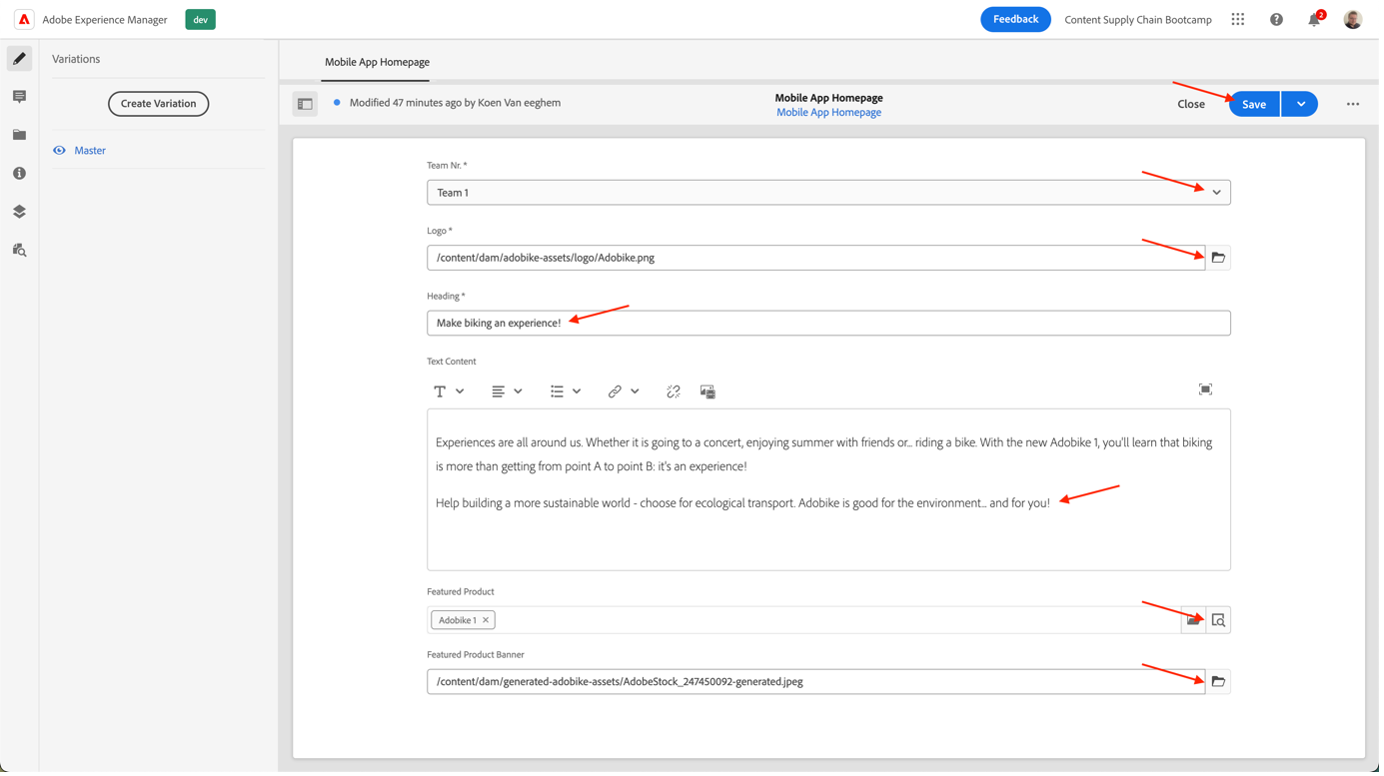 Adobe Experience Manager
dev
Feedback
Content Supply Chain Bootcamp
2
Variations
Create Variation
Master
Mobile App Homepage
Modified 47 minutes ago by Koen Van eeghem
Mobile App Homepage
Mobile App Homepage
Close
Save
Team Nr. *
Team 1
Logo *
/content/dam/adobike-assets/logo/Adobike.png
Heading *
Make biking an experience!
Text Content
Experiences are all around us. Whether it is going to a concert, enjoying summer with friends or... riding a bike. With the new Adobike 1, you'll learn that biking
is more than getting from point A to point B: it's an experience!
Help building a more sustainable world - choose for ecological transport. Adobike is good for the environment... and for you!
Featured Product
Adobike 1
Featured Product Banner
/content/dam/generated-adobike-assets/AdobeStock_247450092-generated.jpeg